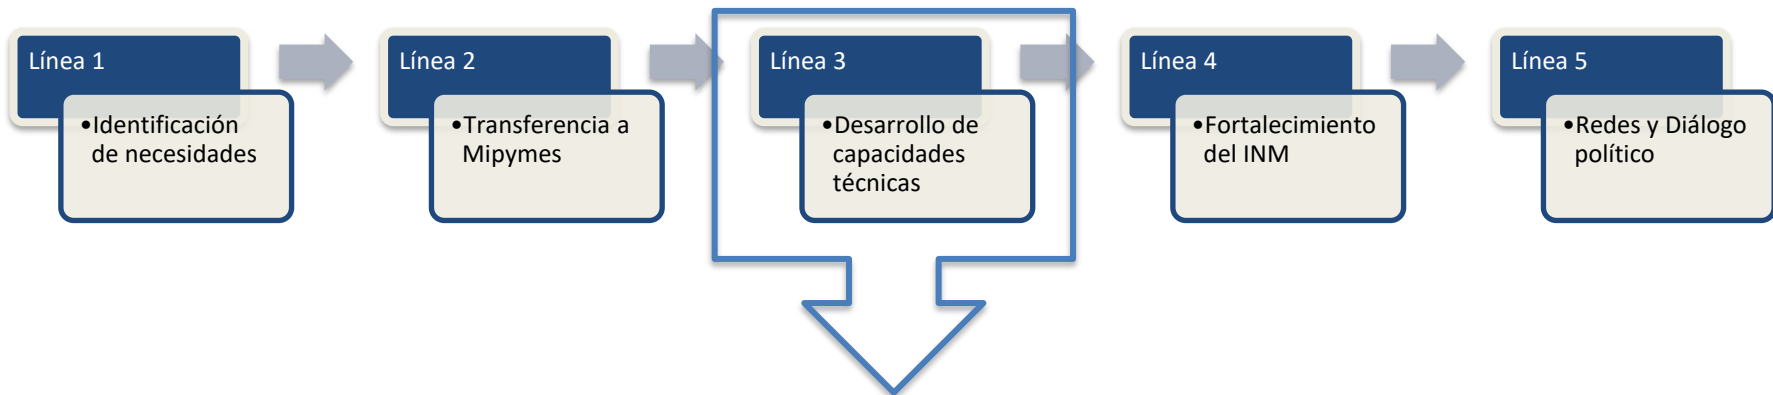 Línea 1
•Identificación
de necesidades
Línea 2
•Transferencia a
Mipymes
Línea 3
•Desarrollo de
capacidades
técnicas
Línea 4
•Fortalecimiento
del INM
Línea 5
•Redes y Diálogo
político